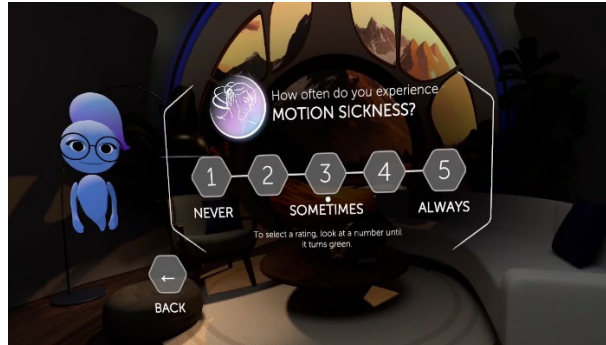 How often do you experience
MOTION SICKNESS?
1 2 3 4 5
NEVER SOMETIMES ALWAYS
To select a rating, look at a number until
it turns green.
←
BACK